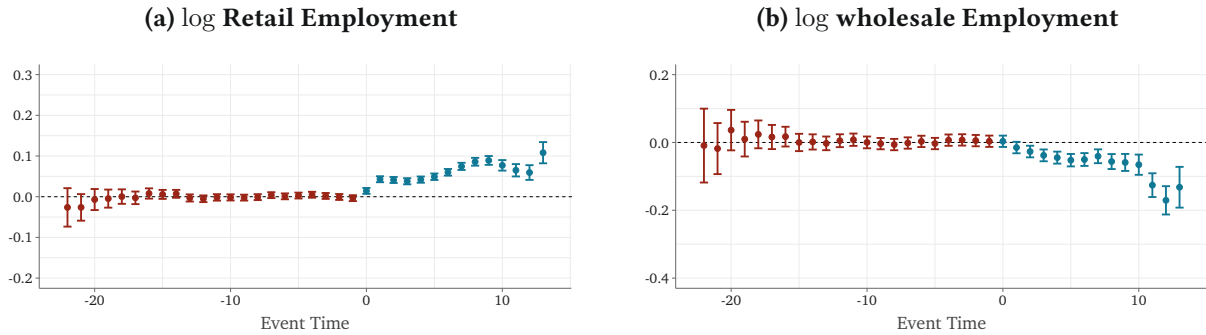 (a) log Retail Employment
0.3
0.2
0.1
0.0
-0.1
-0.2
-20 -10 0 10
Event Time
(b) log wholesale Employment
0.2
0.0
-0.2
-0.4
-20 -10 0 10
Event Time